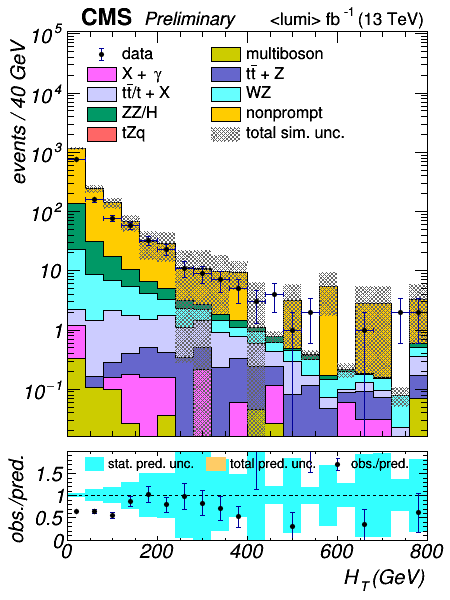 CMS Preliminary <lumi> fb⁻¹ (13 TeV)
events / 40 GeV
10⁵
10⁴
10³
10²
10
1
10⁻¹
data
multiboson
X + γ
tt̄ + Z
tt̄/t + X
WZ
ZZ/H
nonprompt
tZq
total sim. unc.
obs./pred.
1.5
1
0.5
0
stat. pred. unc.
total pred. unc.
obs./pred.
0 200 400 600 800
H_T (GeV)